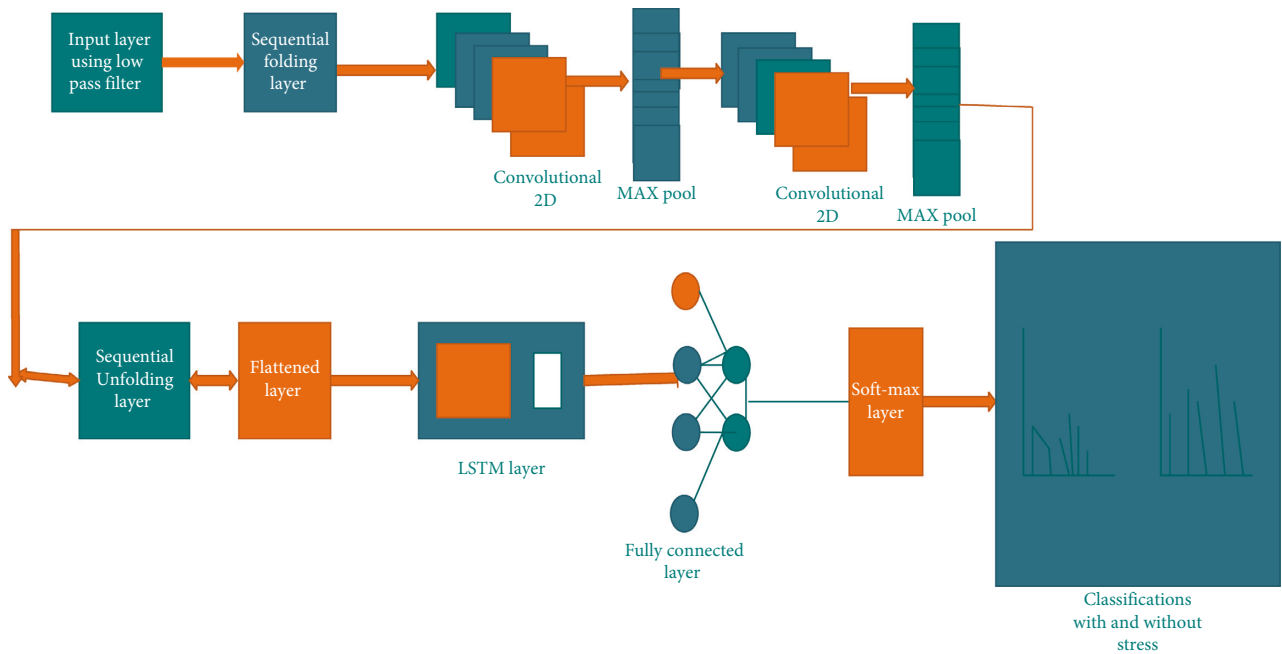 Input layer
using low
pass filter
Sequential
folding
layer
Convolutional
2D
MAX pool
Convolutional
2D
MAX pool
Sequential
Unfolding
layer
Flattened
layer
LSTM layer
Fully connected
layer
Soft-max
layer
Classifications
with and without
stress